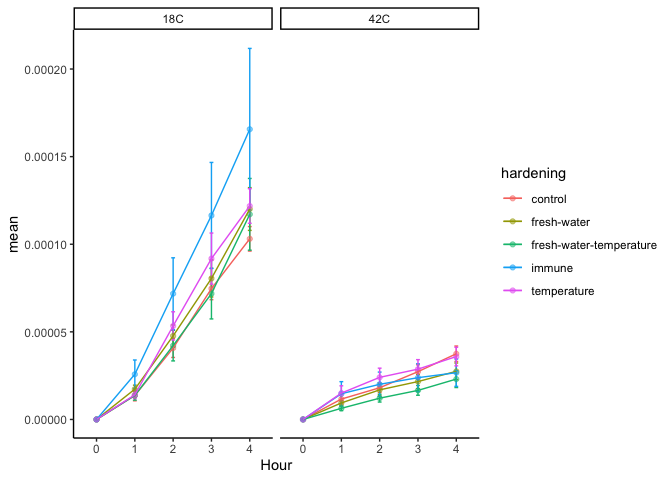 18C
42C
0.00020
0.00015
0.00010
0.00005
0.00000
mean
0 1 2 3 4
0 1 2 3 4
Hour
hardening
control
fresh-water
fresh-water-temperature
immune
temperature